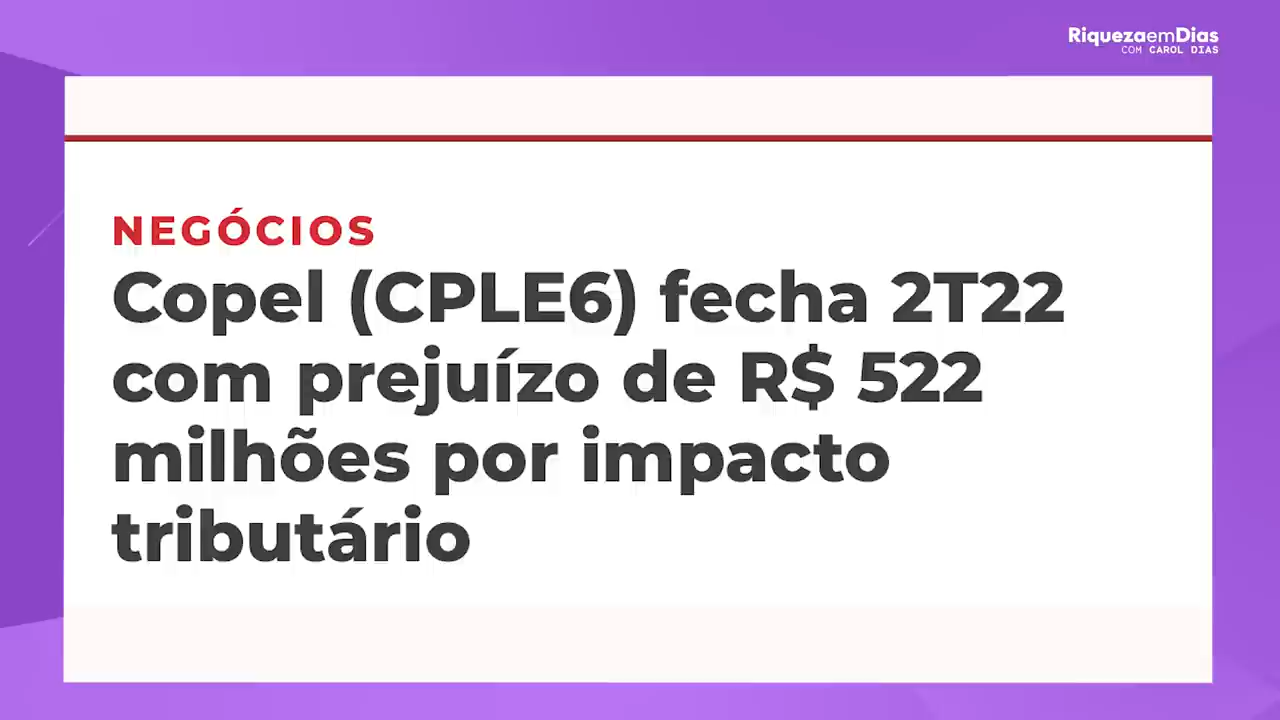 RiquezaemDias
COM CAROL DIAS
NEGÓCIOS
Copel (CPLE6) fecha 2T22
com prejuízo de R$ 522
milhões por impacto
tributário